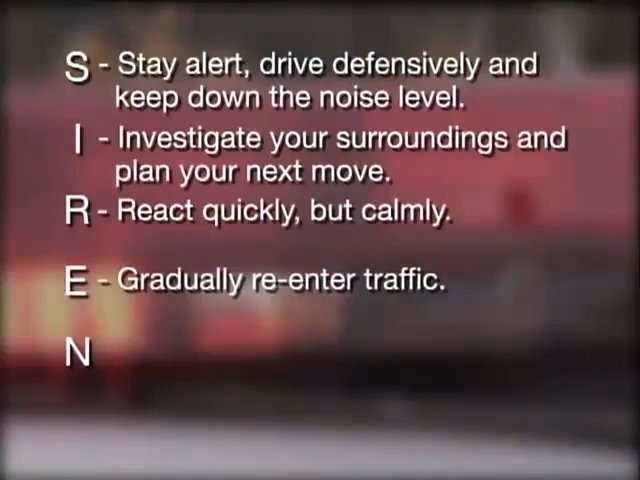 S - Stay alert, drive defensively and
keep down the noise level.
I - Investigate your surroundings and
plan your next move.
R - React quickly, but calmly.
E - Gradually re-enter traffic.
N